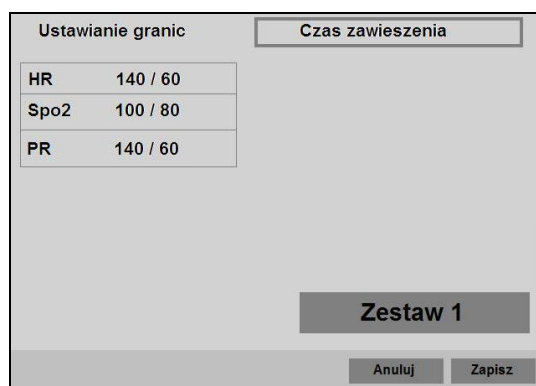 Ustawianie granic
Czas zawieszenia
HR 140 / 60
Spo2 100 / 80
PR 140 / 60
Zestaw 1
Anuluj
Zapisz